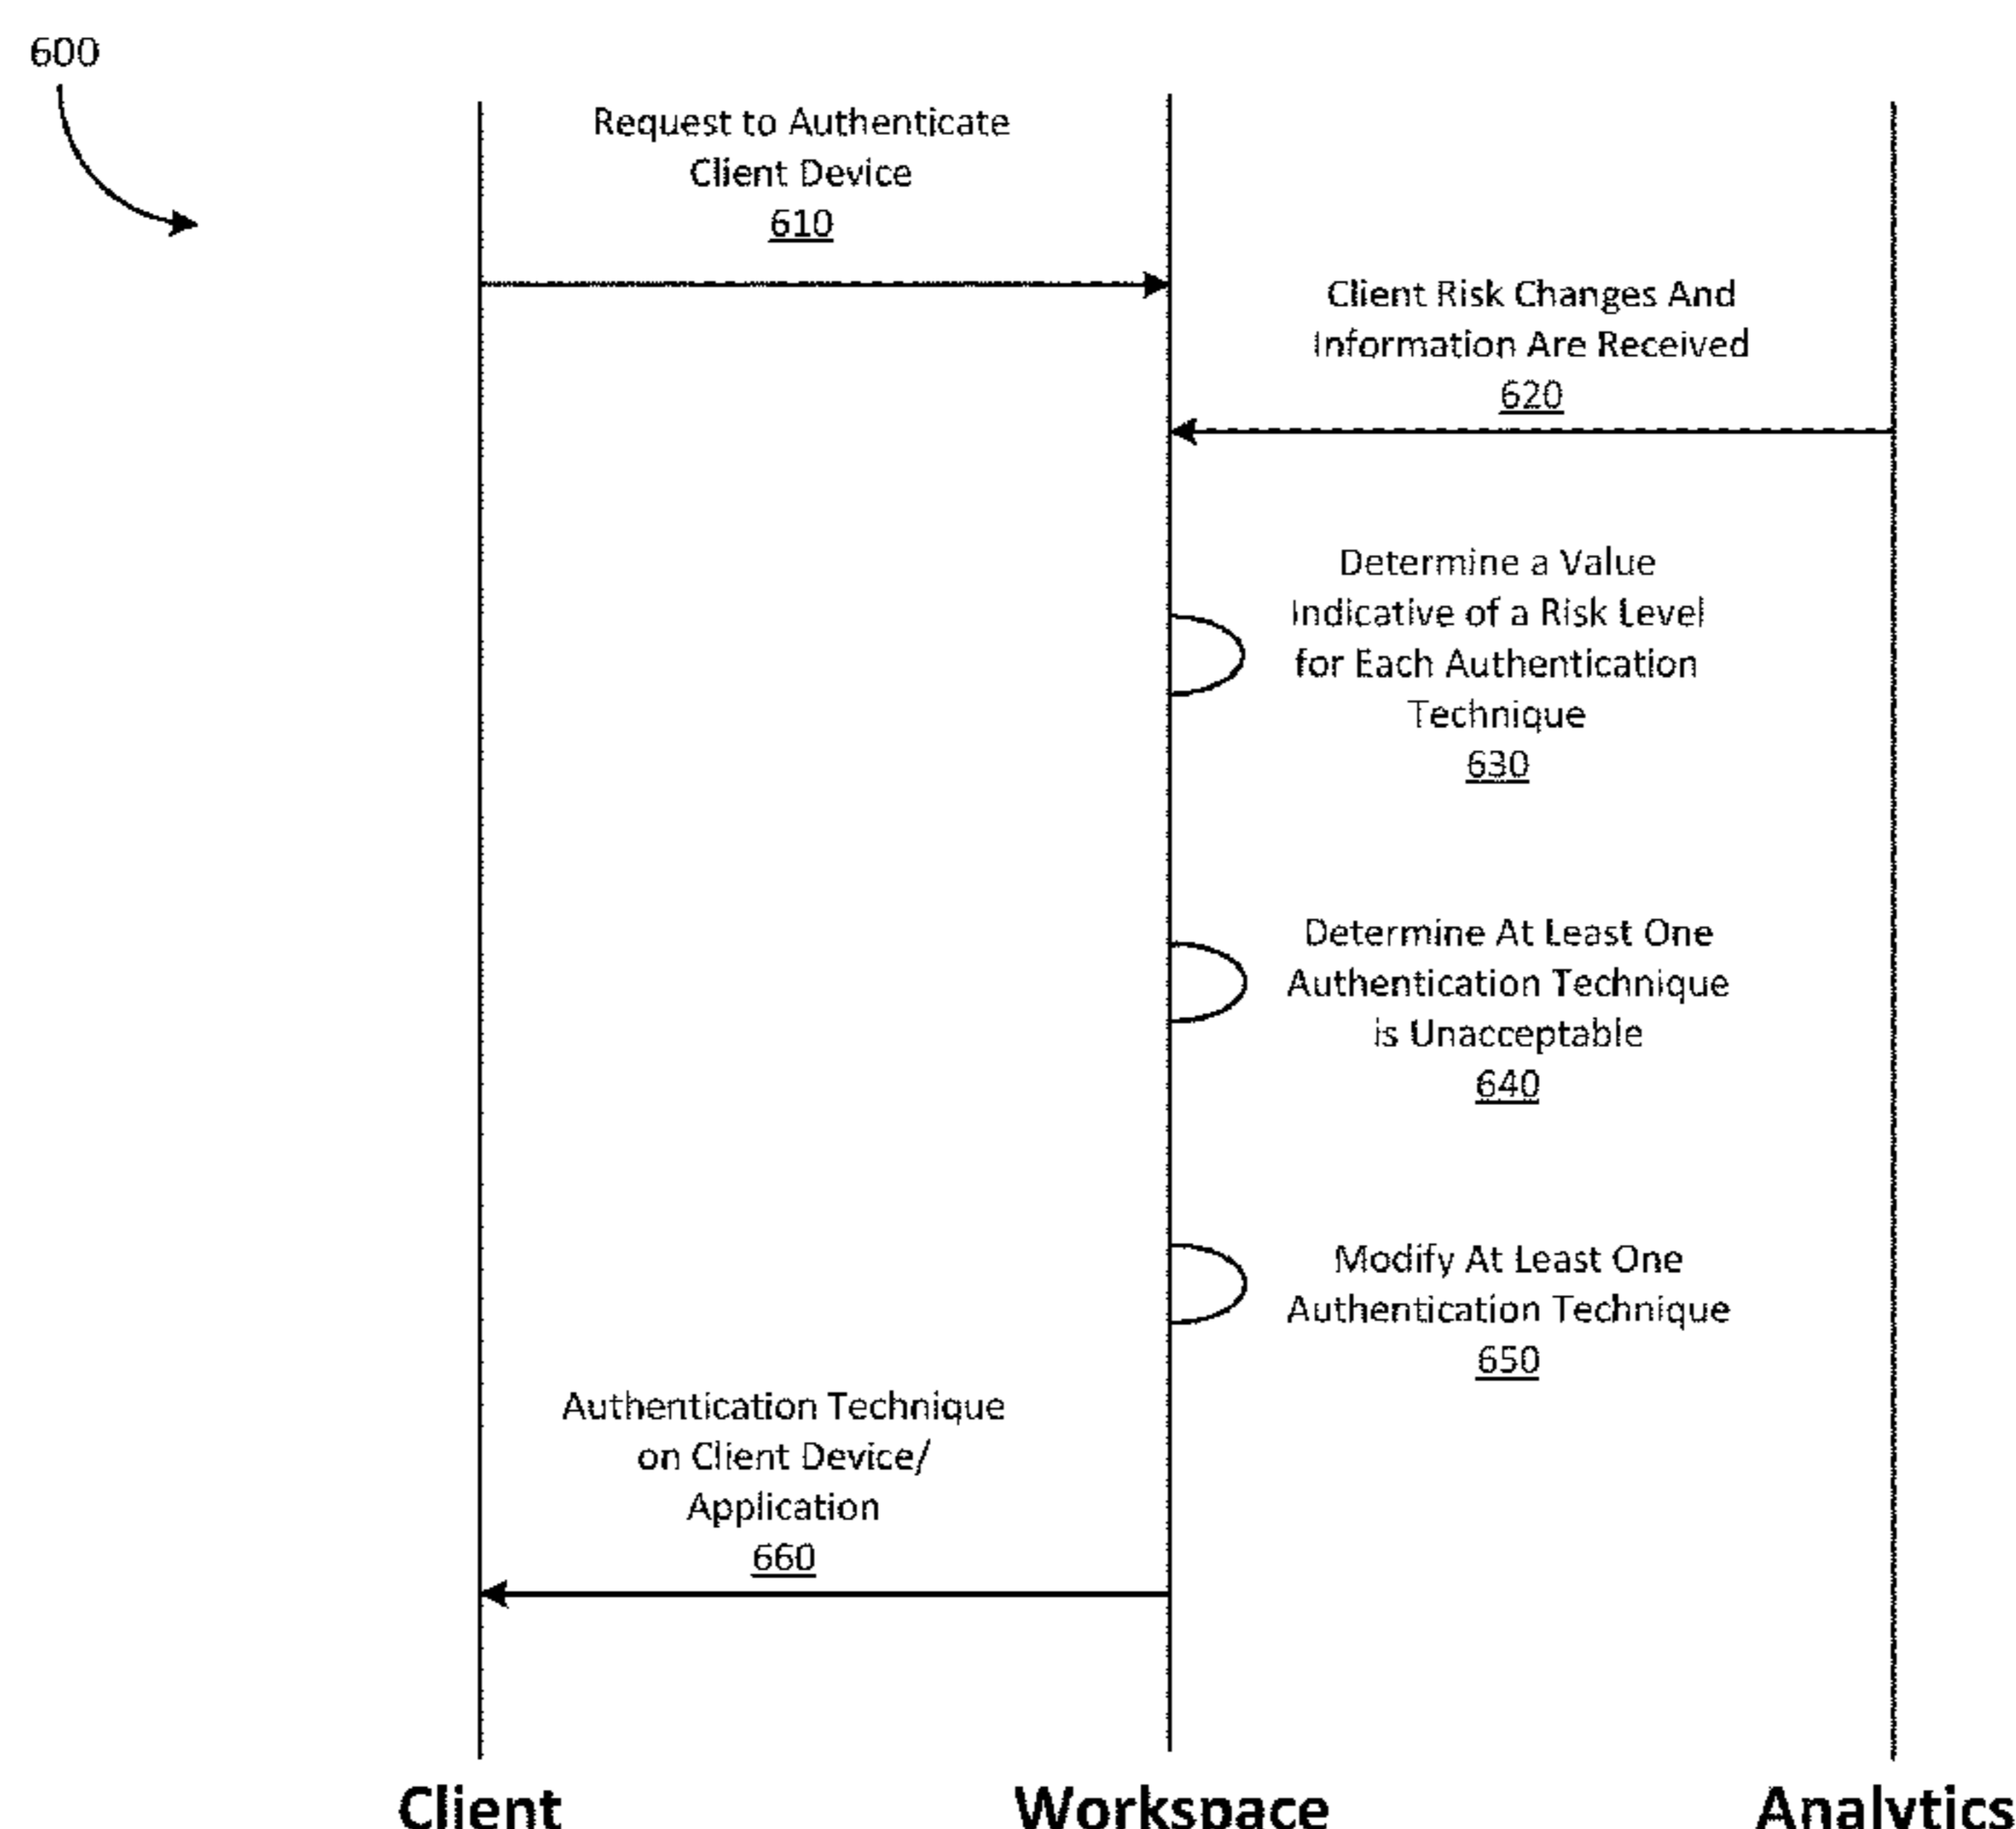 600
Request to Authenticate
Client Device
610
Client Risk Changes And
Information Are Received
620
Determine a Value
Indicative of a Risk Level
for Each Authentication
Technique
630
Determine At Least One
Authentication Technique
is Unacceptable
640
Modify At Least One
Authentication Technique
650
Authentication Technique
on Client Device/
Application
660
Client
Workspace
Analytics